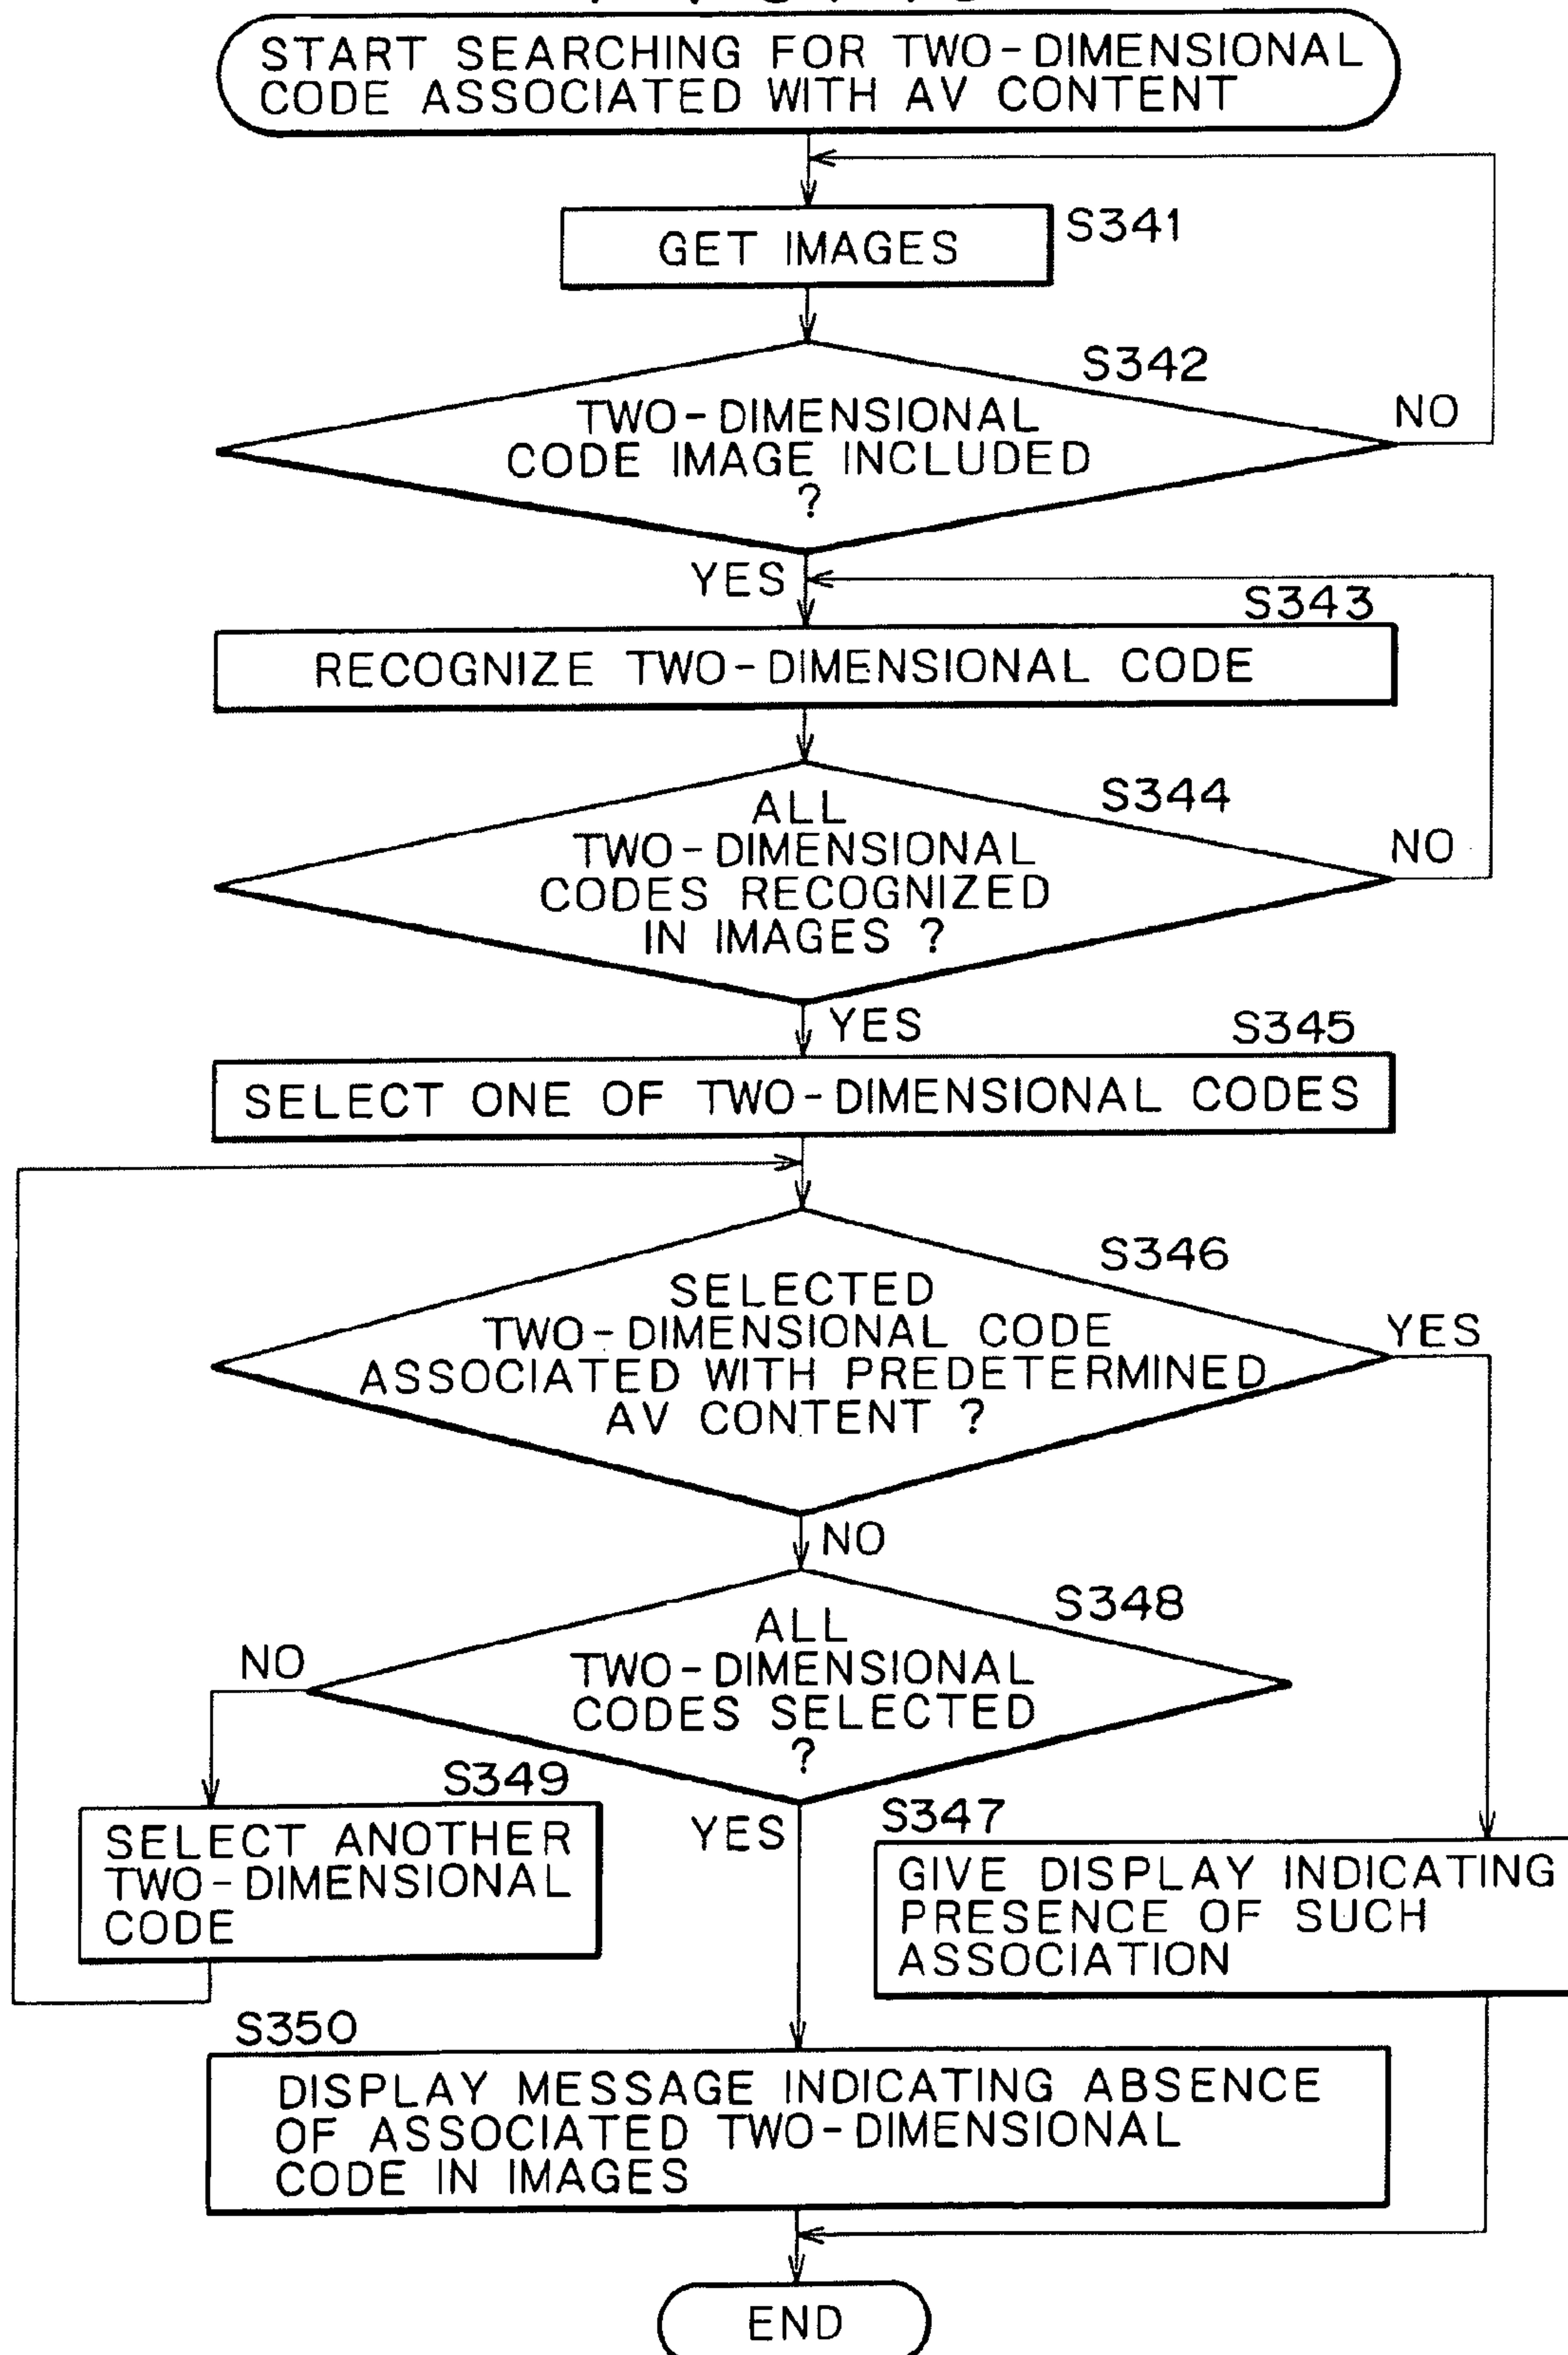 START SEARCHING FOR TWO-DIMENSIONAL
CODE ASSOCIATED WITH AV CONTENT
GET IMAGES
S341
S342
TWO-DIMENSIONAL
CODE IMAGE INCLUDED
?
NO
YES
S343
RECOGNIZE TWO-DIMENSIONAL CODE
S344
ALL
TWO-DIMENSIONAL
CODES RECOGNIZED
IN IMAGES ?
NO
YES
S345
SELECT ONE OF TWO-DIMENSIONAL CODES
S346
SELECTED
TWO-DIMENSIONAL CODE
ASSOCIATED WITH PREDETERMINED
AV CONTENT ?
YES
NO
S348
ALL
TWO-DIMENSIONAL
CODES SELECTED
?
NO
YES
S349
SELECT ANOTHER
TWO-DIMENSIONAL
CODE
S347
GIVE DISPLAY INDICATING
PRESENCE OF SUCH
ASSOCIATION
S350
DISPLAY MESSAGE INDICATING ABSENCE
OF ASSOCIATED TWO-DIMENSIONAL
CODE IN IMAGES
END